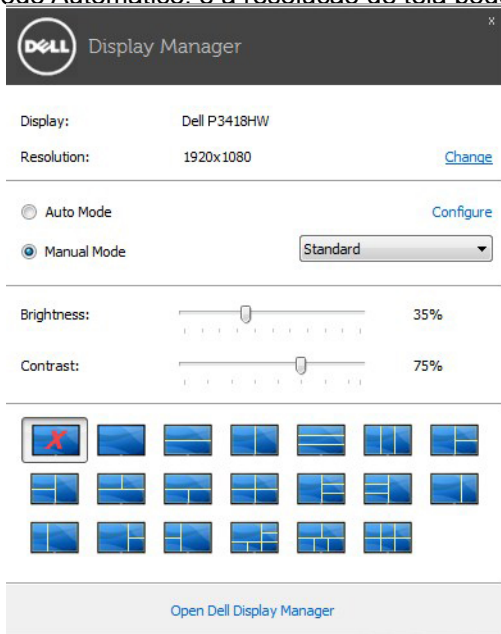 DELL Display Manager x
Display: Dell P3418HW
Resolution: 1920x1080 Change
Auto Mode Configure
Manual Mode Standard
Brightness: 35%
Contrast: 75%
Open Dell Display Manager